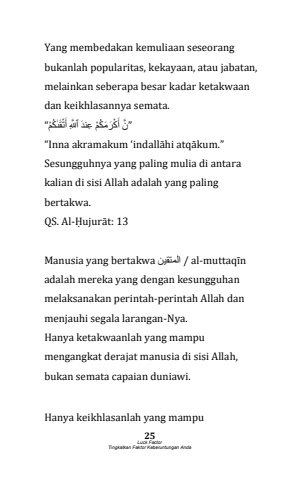 Yang membedakan kemuliaan seseorang
bukanlah popularitas, kekayaan, atau jabatan,
melainkan seberapa besar kadar ketakwaan
dan keikhlasannya semata.
"نَّ أَكْرَمَكُمْ عِندَ ٱللَّهِ أَتْقَىٰكُمْ"
“Inna akramakum ‘indallāhi atqākum.”
Sesungguhnya yang paling mulia di antara
kalian di sisi Allah adalah yang paling
bertakwa.
QS. Al-Ḥujurāt: 13
Manusia yang bertakwa المتقين / al-muttaqīn
adalah mereka yang dengan kesungguhan
melaksanakan perintah-perintah Allah dan
menjauhi segala larangan-Nya.
Hanya ketakwaanlah yang mampu
mengangkat derajat manusia di sisi Allah,
bukan semata capaian duniawi.
Hanya keikhlasanlah yang mampu
25
Luck Factor
Tingkatkan Faktor Keberuntungan Anda